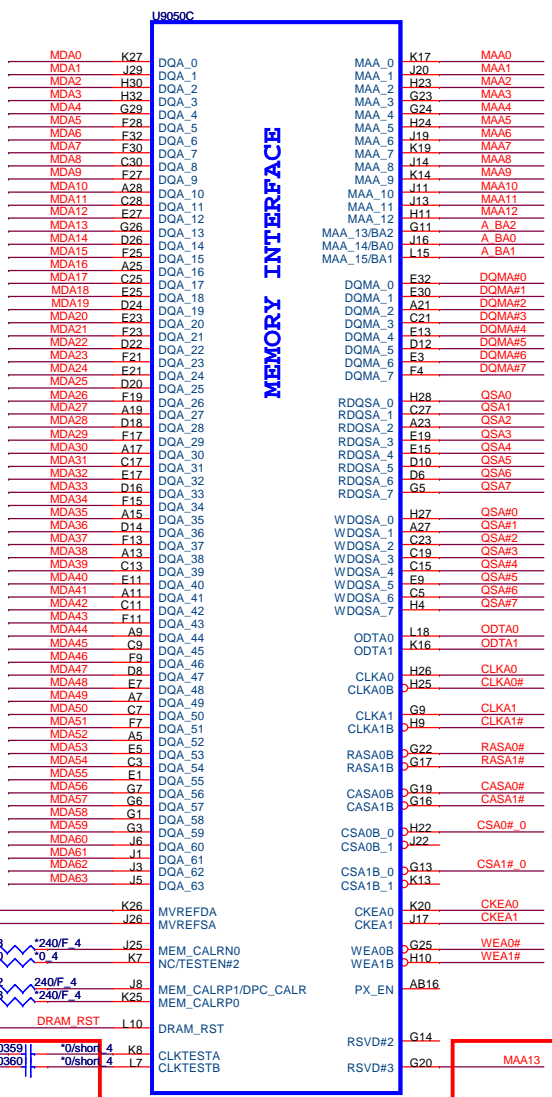 U9050C
MEMORY INTERFACE
MDA0 K27 DQA_0
MDA1 J29 DQA_1
MDA2 H30 DQA_2
MDA3 H32 DQA_3
MDA4 G29 DQA_4
MDA5 F28 DQA_5
MDA6 F32 DQA_6
MDA7 F30 DQA_7
MDA8 C30 DQA_8
MDA9 F27 DQA_9
MDA10 A28 DQA_10
MDA11 C28 DQA_11
MDA12 E27 DQA_12
MDA13 G26 DQA_13
MDA14 D26 DQA_14
MDA15 F25 DQA_15
MDA16 A25 DQA_16
MDA17 C25 DQA_17
MDA18 E25 DQA_18
MDA19 D24 DQA_19
MDA20 E23 DQA_20
MDA21 F23 DQA_21
MDA22 D22 DQA_22
MDA23 F21 DQA_23
MDA24 E21 DQA_24
MDA25 D20 DQA_25
MDA26 F19 DQA_26
MDA27 A19 DQA_27
MDA28 D18 DQA_28
MDA29 F17 DQA_29
MDA30 A17 DQA_30
MDA31 C17 DQA_31
MDA32 E17 DQA_32
MDA33 D16 DQA_33
MDA34 F15 DQA_34
MDA35 A15 DQA_35
MDA36 D14 DQA_36
MDA37 F13 DQA_37
MDA38 A13 DQA_38
MDA39 C13 DQA_39
MDA40 E11 DQA_40
MDA41 A11 DQA_41
MDA42 C11 DQA_42
MDA43 F11 DQA_43
MDA44 A9 DQA_44
MDA45 C9 DQA_45
MDA46 F9 DQA_46
MDA47 D8 DQA_47
MDA48 E7 DQA_48
MDA49 A7 DQA_49
MDA50 C7 DQA_50
MDA51 F7 DQA_51
MDA52 A5 DQA_52
MDA53 E5 DQA_53
MDA54 C3 DQA_54
MDA55 E1 DQA_55
MDA56 G7 DQA_56
MDA57 G6 DQA_57
MDA58 G1 DQA_58
MDA59 G3 DQA_59
MDA60 J6 DQA_60
MDA61 J1 DQA_61
MDA62 J3 DQA_62
MDA63 J5 DQA_63
K26 MVREFDA
J26 MVREFSA
*240/F_4 J25 MEM_CALRN0
*0_4 K7 NC/TESTEN#2
240/F_4 J8 MEM_CALRP1/DPC_CALR
*240/F_4 K25 MEM_CALRP0
DRAM_RST L10 DRAM_RST
0359 *0/short_4 K8 CLKTESTA
0360 *0/short_4 L7 CLKTESTB
MAA_0 K17 MAA0
MAA_1 J20 MAA1
MAA_2 H23 MAA2
MAA_3 G23 MAA3
MAA_4 G24 MAA4
MAA_5 H24 MAA5
MAA_6 J19 MAA6
MAA_7 K19 MAA7
MAA_8 J14 MAA8
MAA_9 K14 MAA9
MAA_10 J11 MAA10
MAA_11 J13 MAA11
MAA_12 H11 MAA12
MAA_13/BA2 G11 A_BA2
MAA_14/BA0 J16 A_BA0
MAA_15/BA1 L15 A_BA1
DQMA_0 E32 DQMA#0
DQMA_1 E30 DQMA#1
DQMA_2 A21 DQMA#2
DQMA_3 C21 DQMA#3
DQMA_4 E13 DQMA#4
DQMA_5 D12 DQMA#5
DQMA_6 E3 DQMA#6
DQMA_7 F4 DQMA#7
RDQSA_0 H28 QSA0
RDQSA_1 C27 QSA1
RDQSA_2 A23 QSA2
RDQSA_3 E19 QSA3
RDQSA_4 E15 QSA4
RDQSA_5 D10 QSA5
RDQSA_6 D6 QSA6
RDQSA_7 G5 QSA7
WDQSA_0 H27 QSA#0
WDQSA_1 A27 QSA#1
WDQSA_2 C23 QSA#2
WDQSA_3 C19 QSA#3
WDQSA_4 C15 QSA#4
WDQSA_5 E9 QSA#5
WDQSA_6 C5 QSA#6
WDQSA_7 H4 QSA#7
ODTA0 L18 ODTA0
ODTA1 K16 ODTA1
CLKA0 H26 CLKA0
CLKA0B H25 CLKA0#
CLKA1 G9 CLKA1
CLKA1B H9 CLKA1#
RASA0B G22 RASA0#
RASA1B G17 RASA1#
CASA0B G19 CASA0#
CASA1B G16 CASA1#
CSA0B_0 H22 CSA0#_0
CSA0B_1 J22
CSA1B_0 G13 CSA1#_0
CSA1B_1 K13
CKEA0 K20 CKEA0
CKEA1 J17 CKEA1
WEA0B G25 WEA0#
WEA1B H10 WEA1#
PX_EN AB16
RSVD#2 G14
RSVD#3 G20 MAA13